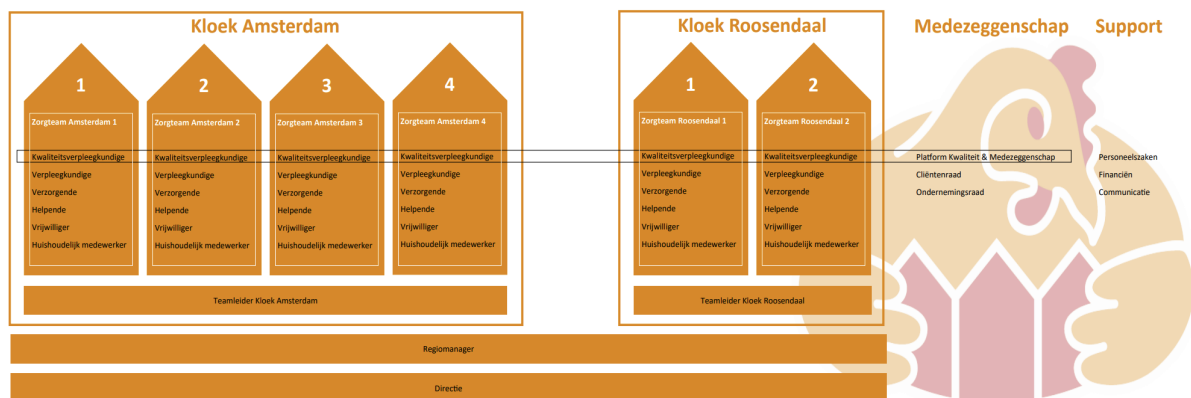 Kloek Amsterdam
1
Zorgteam Amsterdam 1
Kwaliteitsverpleegkundige
Verpleegkundige
Verzorgende
Helpende
Vrijwilliger
Huishoudelijk medewerker
2
Zorgteam Amsterdam 2
Kwaliteitsverpleegkundige
Verpleegkundige
Verzorgende
Helpende
Vrijwilliger
Huishoudelijk medewerker
3
Zorgteam Amsterdam 3
Kwaliteitsverpleegkundige
Verpleegkundige
Verzorgende
Helpende
Vrijwilliger
Huishoudelijk medewerker
4
Zorgteam Amsterdam 4
Kwaliteitsverpleegkundige
Verpleegkundige
Verzorgende
Helpende
Vrijwilliger
Huishoudelijk medewerker
Teamleider Kloek Amsterdam
Kloek Roosendaal
1
Zorgteam Roosendaal 1
Kwaliteitsverpleegkundige
Verpleegkundige
Verzorgende
Helpende
Vrijwilliger
Huishoudelijk medewerker
2
Zorgteam Roosendaal 2
Kwaliteitsverpleegkundige
Verpleegkundige
Verzorgende
Helpende
Vrijwilliger
Huishoudelijk medewerker
Teamleider Kloek Roosendaal
Medezeggenschap
Platform Kwaliteit & Medezeggenschap
Cliëntenraad
Ondernemingsraad
Support
Personeelszaken
Financiën
Communicatie
Regiomanager
Directie